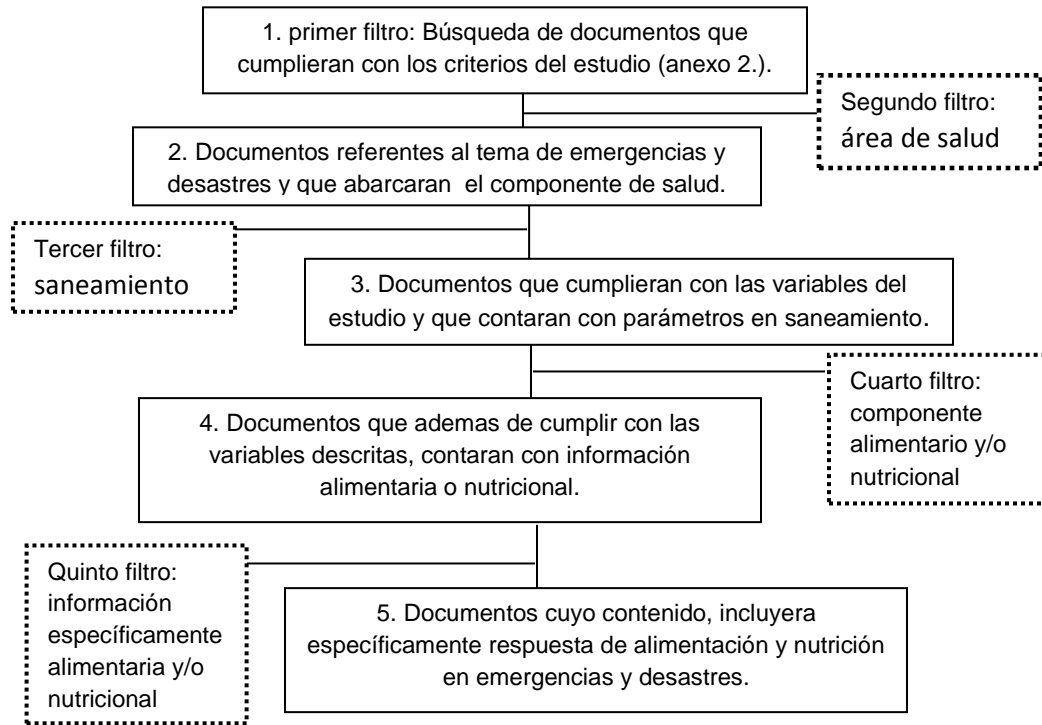 1. primer filtro: Búsqueda de documentos que
cumplieran con los criterios del estudio (anexo 2.).
Segundo filtro:
área de salud
2. Documentos referentes al tema de emergencias y
desastres y que abarcaran el componente de salud.
Tercer filtro:
saneamiento
3. Documentos que cumplieran con las variables del
estudio y que contaran con parámetros en saneamiento.
Cuarto filtro:
componente
alimentario y/o
nutricional
4. Documentos que ademas de cumplir con las
variables descritas, contaran con información
alimentaria o nutricional.
Quinto filtro:
información
específicamente
alimentaria y/o
nutricional
5. Documentos cuyo contenido, incluyera
específicamente respuesta de alimentación y nutrición
en emergencias y desastres.